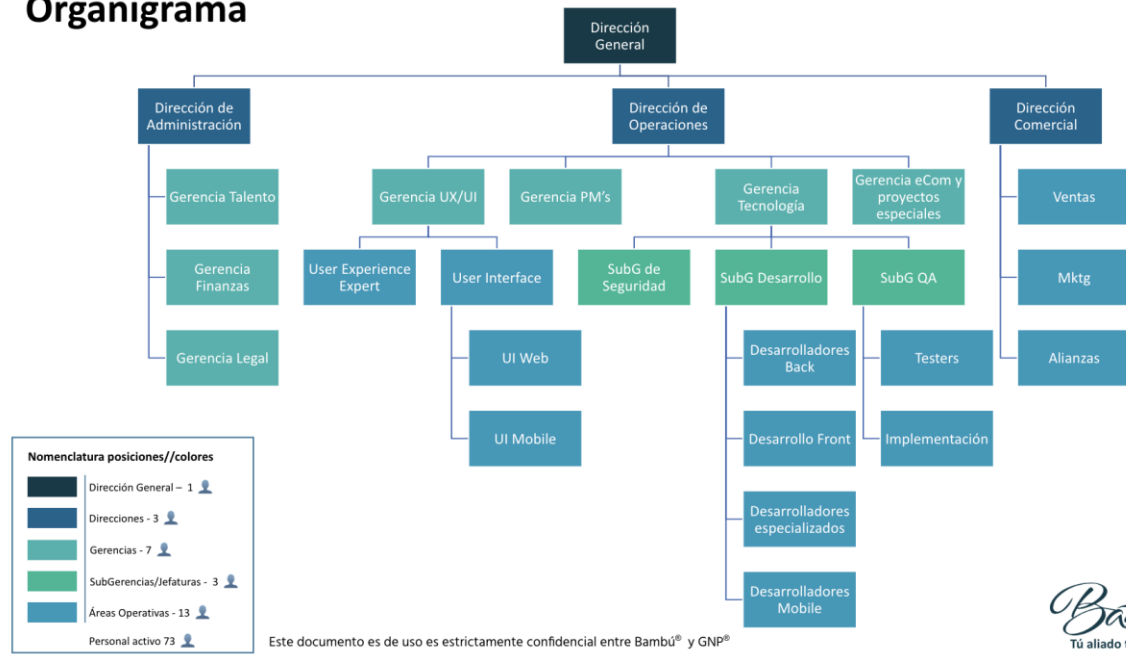 Organigrama
Dirección
General
Dirección de
Administración
Dirección de
Operaciones
Dirección
Comercial
Gerencia Talento
Gerencia UX/UI
Gerencia PM's
Gerencia
Tecnología
Gerencia eCom y
proyectos
especiales
Ventas
Gerencia
Finanzas
User Experience
Expert
User Interface
SubG de
Seguridad
SubG Desarrollo
SubG QA
Mktg
Gerencia Legal
UI Web
Desarrolladores
Back
Testers
Alianzas
UI Mobile
Desarrollo Front
Implementación
Desarrolladores
especializados
Desarrolladores
Mobile
Nomenclatura posiciones//colores
Dirección General – 1
Direcciones - 3
Gerencias - 7
SubGerencias/Jefaturas - 3
Áreas Operativas - 13
Personal activo 73
Este documento es de uso es estrictamente confidencial entre Bambú® y GNP®
Tú aliado